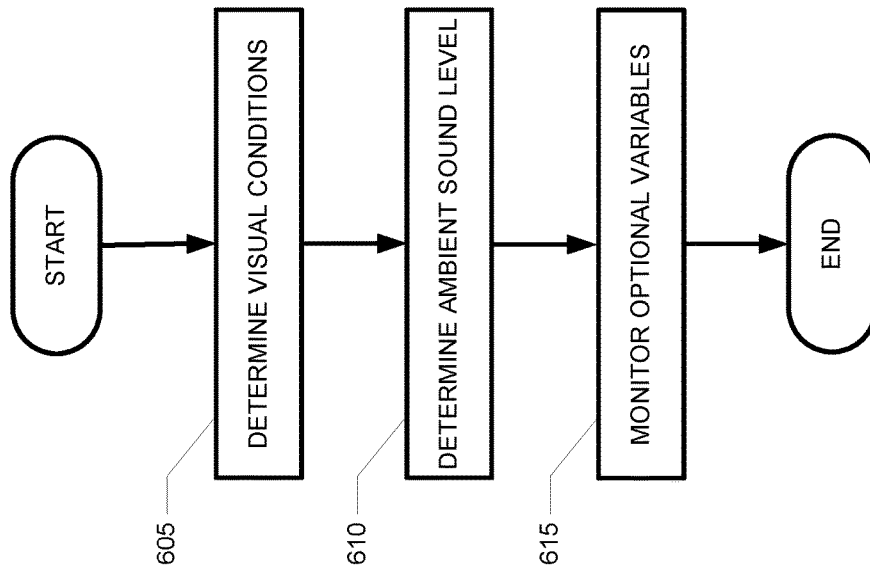 START
605
DETERMINE VISUAL CONDITIONS
610
DETERMINE AMBIENT SOUND LEVEL
615
MONITOR OPTIONAL VARIABLES
END